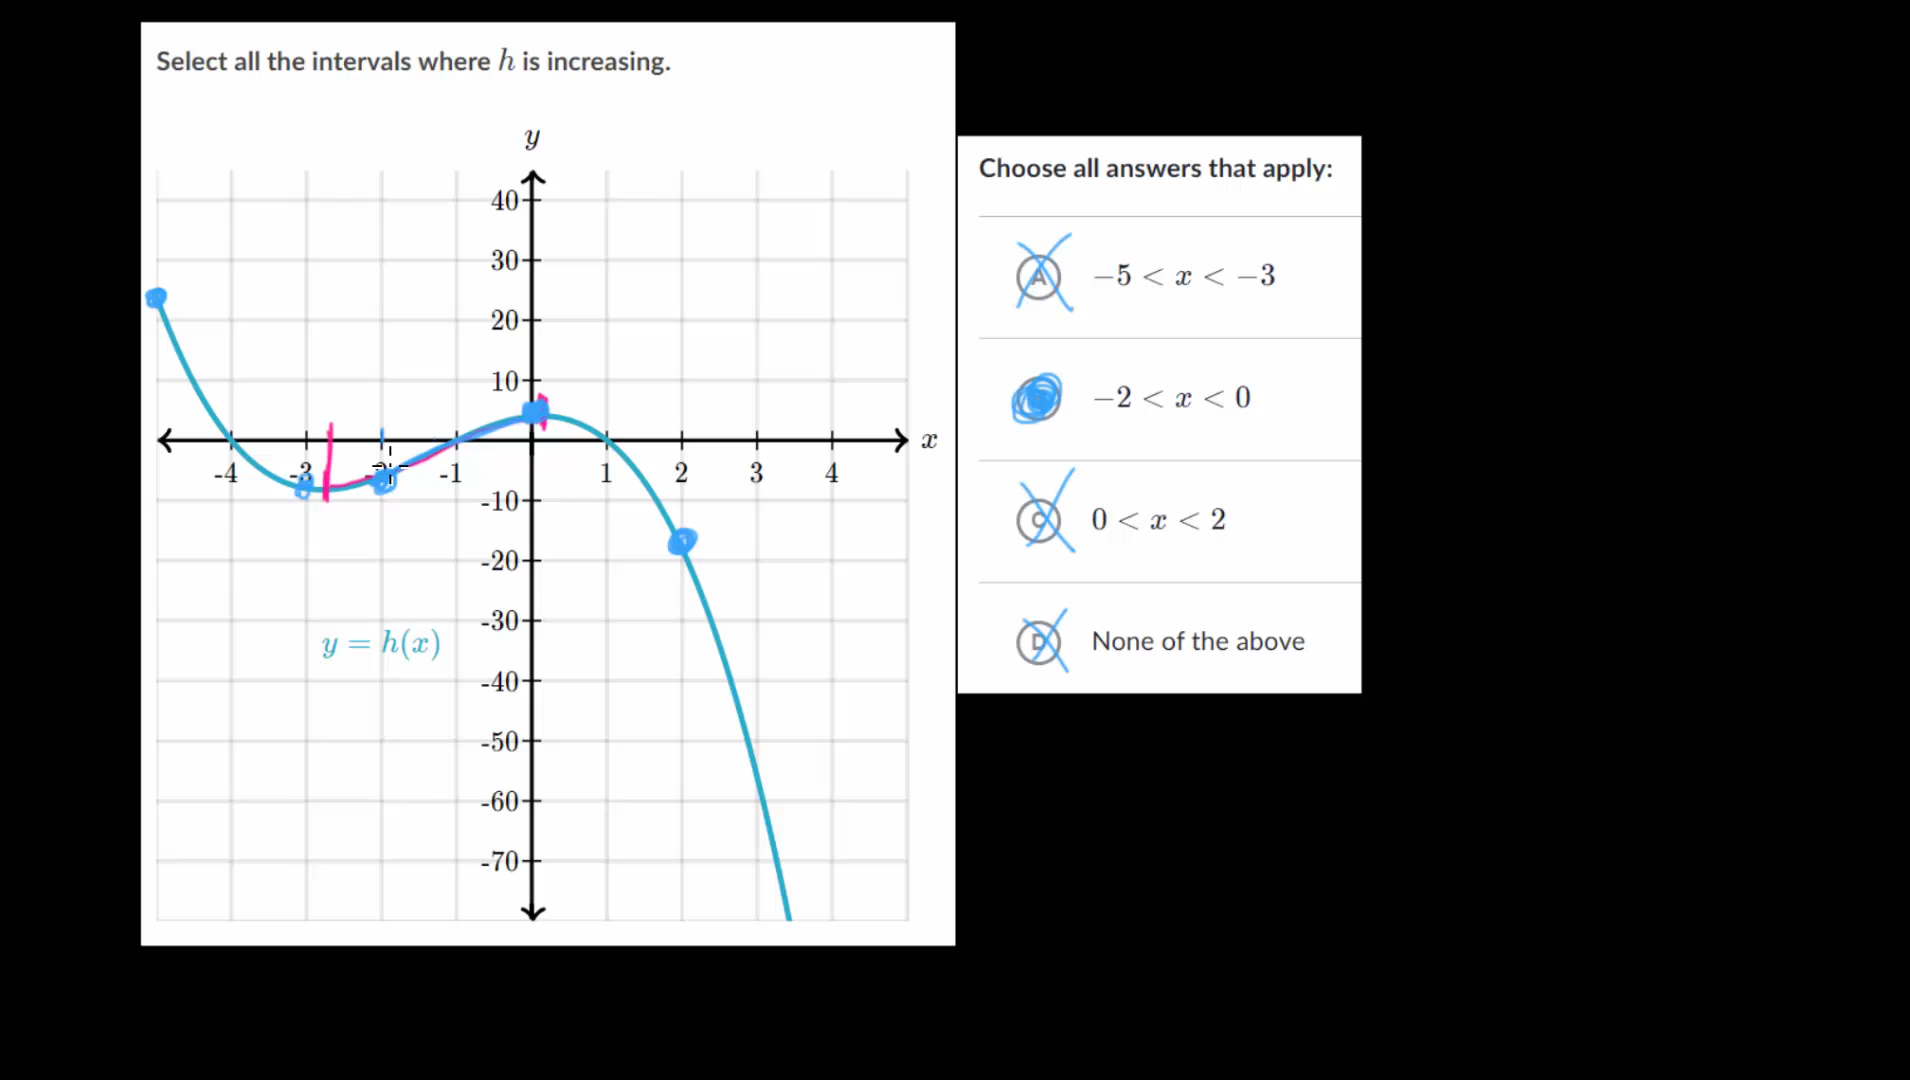 Select all the intervals where h is increasing.
y
40
30
20
10
x
-4 -3 -2 -1 1 2 3 4
-10
-20
-30
y = h(x)
-40
-50
-60
-70
Choose all answers that apply:
A −5 < x < −3
−2 < x < 0
C 0 < x < 2
D None of the above